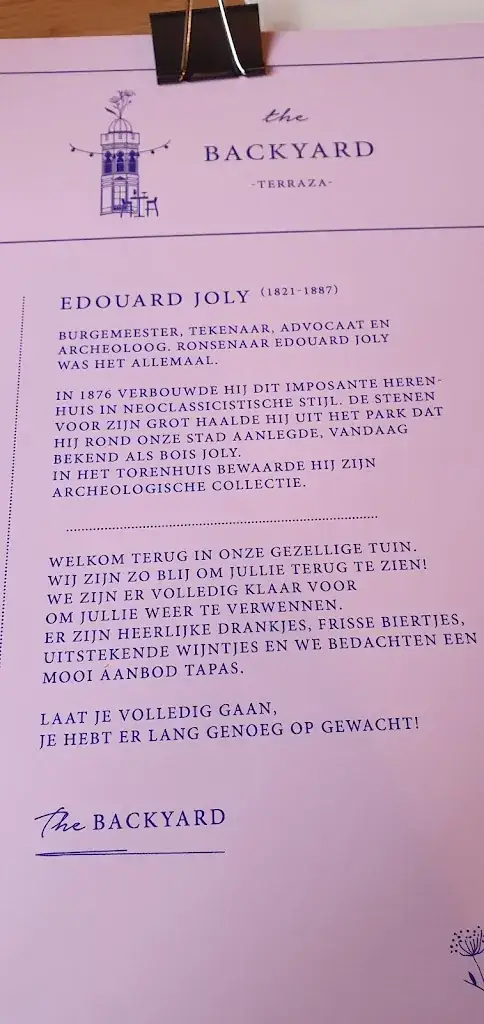 the
BACKYARD
-TERRAZA-
EDOUARD JOLY (1821-1887)
BURGEMEESTER, TEKENAAR, ADVOCAAT EN
ARCHEOLOOG. RONSENAAR EDOUARD JOLY
WAS HET ALLEMAAL.
IN 1876 VERBOUWDE HIJ DIT IMPOSANTE HEREN-
HUIS IN NEOCLASSICISTISCHE STIJL. DE STENEN
VOOR ZIJN GROT HAALDE HIJ UIT HET PARK DAT
HIJ ROND ONZE STAD AANLEGDE, VANDAAG
BEKEND ALS BOIS JOLY.
IN HET TORENHUIS BEWAARDE HIJ ZIJN
ARCHEOLOGISCHE COLLECTIE.
WELKOM TERUG IN ONZE GEZELLIGE TUIN.
WIJ ZIJN ZO BLIJ OM JULLIE TERUG TE ZIEN!
WE ZIJN ER VOLLEDIG KLAAR VOOR
OM JULLIE WEER TE VERWENNEN.
ER ZIJN HEERLIJKE DRANKJES, FRISSE BIERTJES,
UITSTEKENDE WIJNTJES EN WE BEDACHTEN EEN
MOOI AANBOD TAPAS.
LAAT JE VOLLEDIG GAAN,
JE HEBT ER LANG GENOEG OP GEWACHT!
The BACKYARD